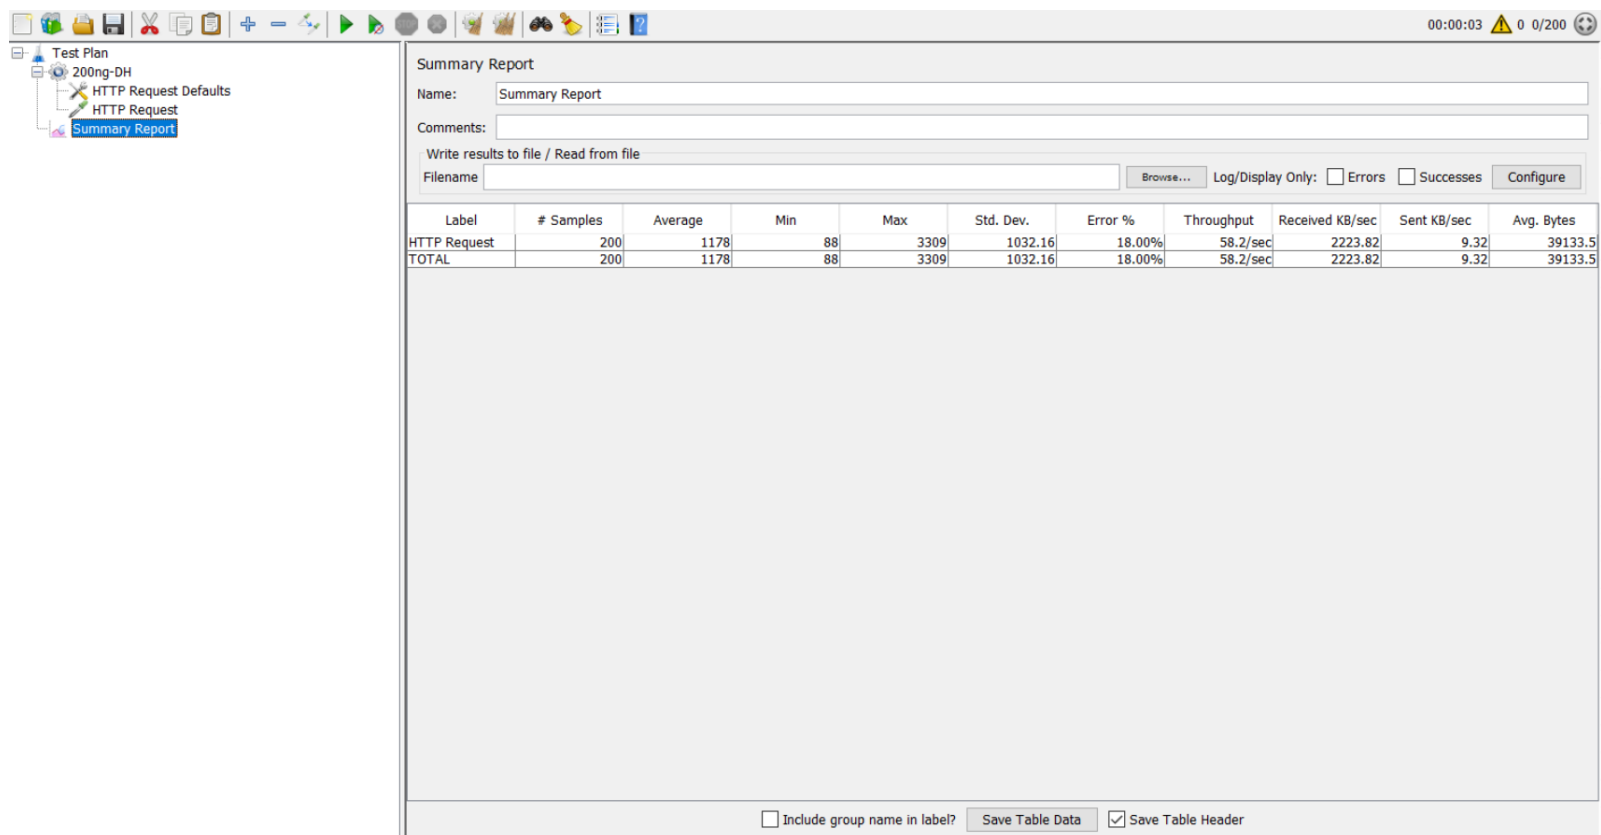 00:00:03 0 0/200
Test Plan
200ng-DH
HTTP Request Defaults
HTTP Request
Summary Report
Summary Report
Name: Summary Report
Comments:
Write results to file / Read from file
Filename Browse... Log/Display Only: Errors Successes Configure
Label # Samples Average Min Max Std. Dev. Error % Throughput Received KB/sec Sent KB/sec Avg. Bytes
HTTP Request 200 1178 88 3309 1032.16 18.00% 58.2/sec 2223.82 9.32 39133.5
TOTAL 200 1178 88 3309 1032.16 18.00% 58.2/sec 2223.82 9.32 39133.5
Include group name in label? Save Table Data Save Table Header